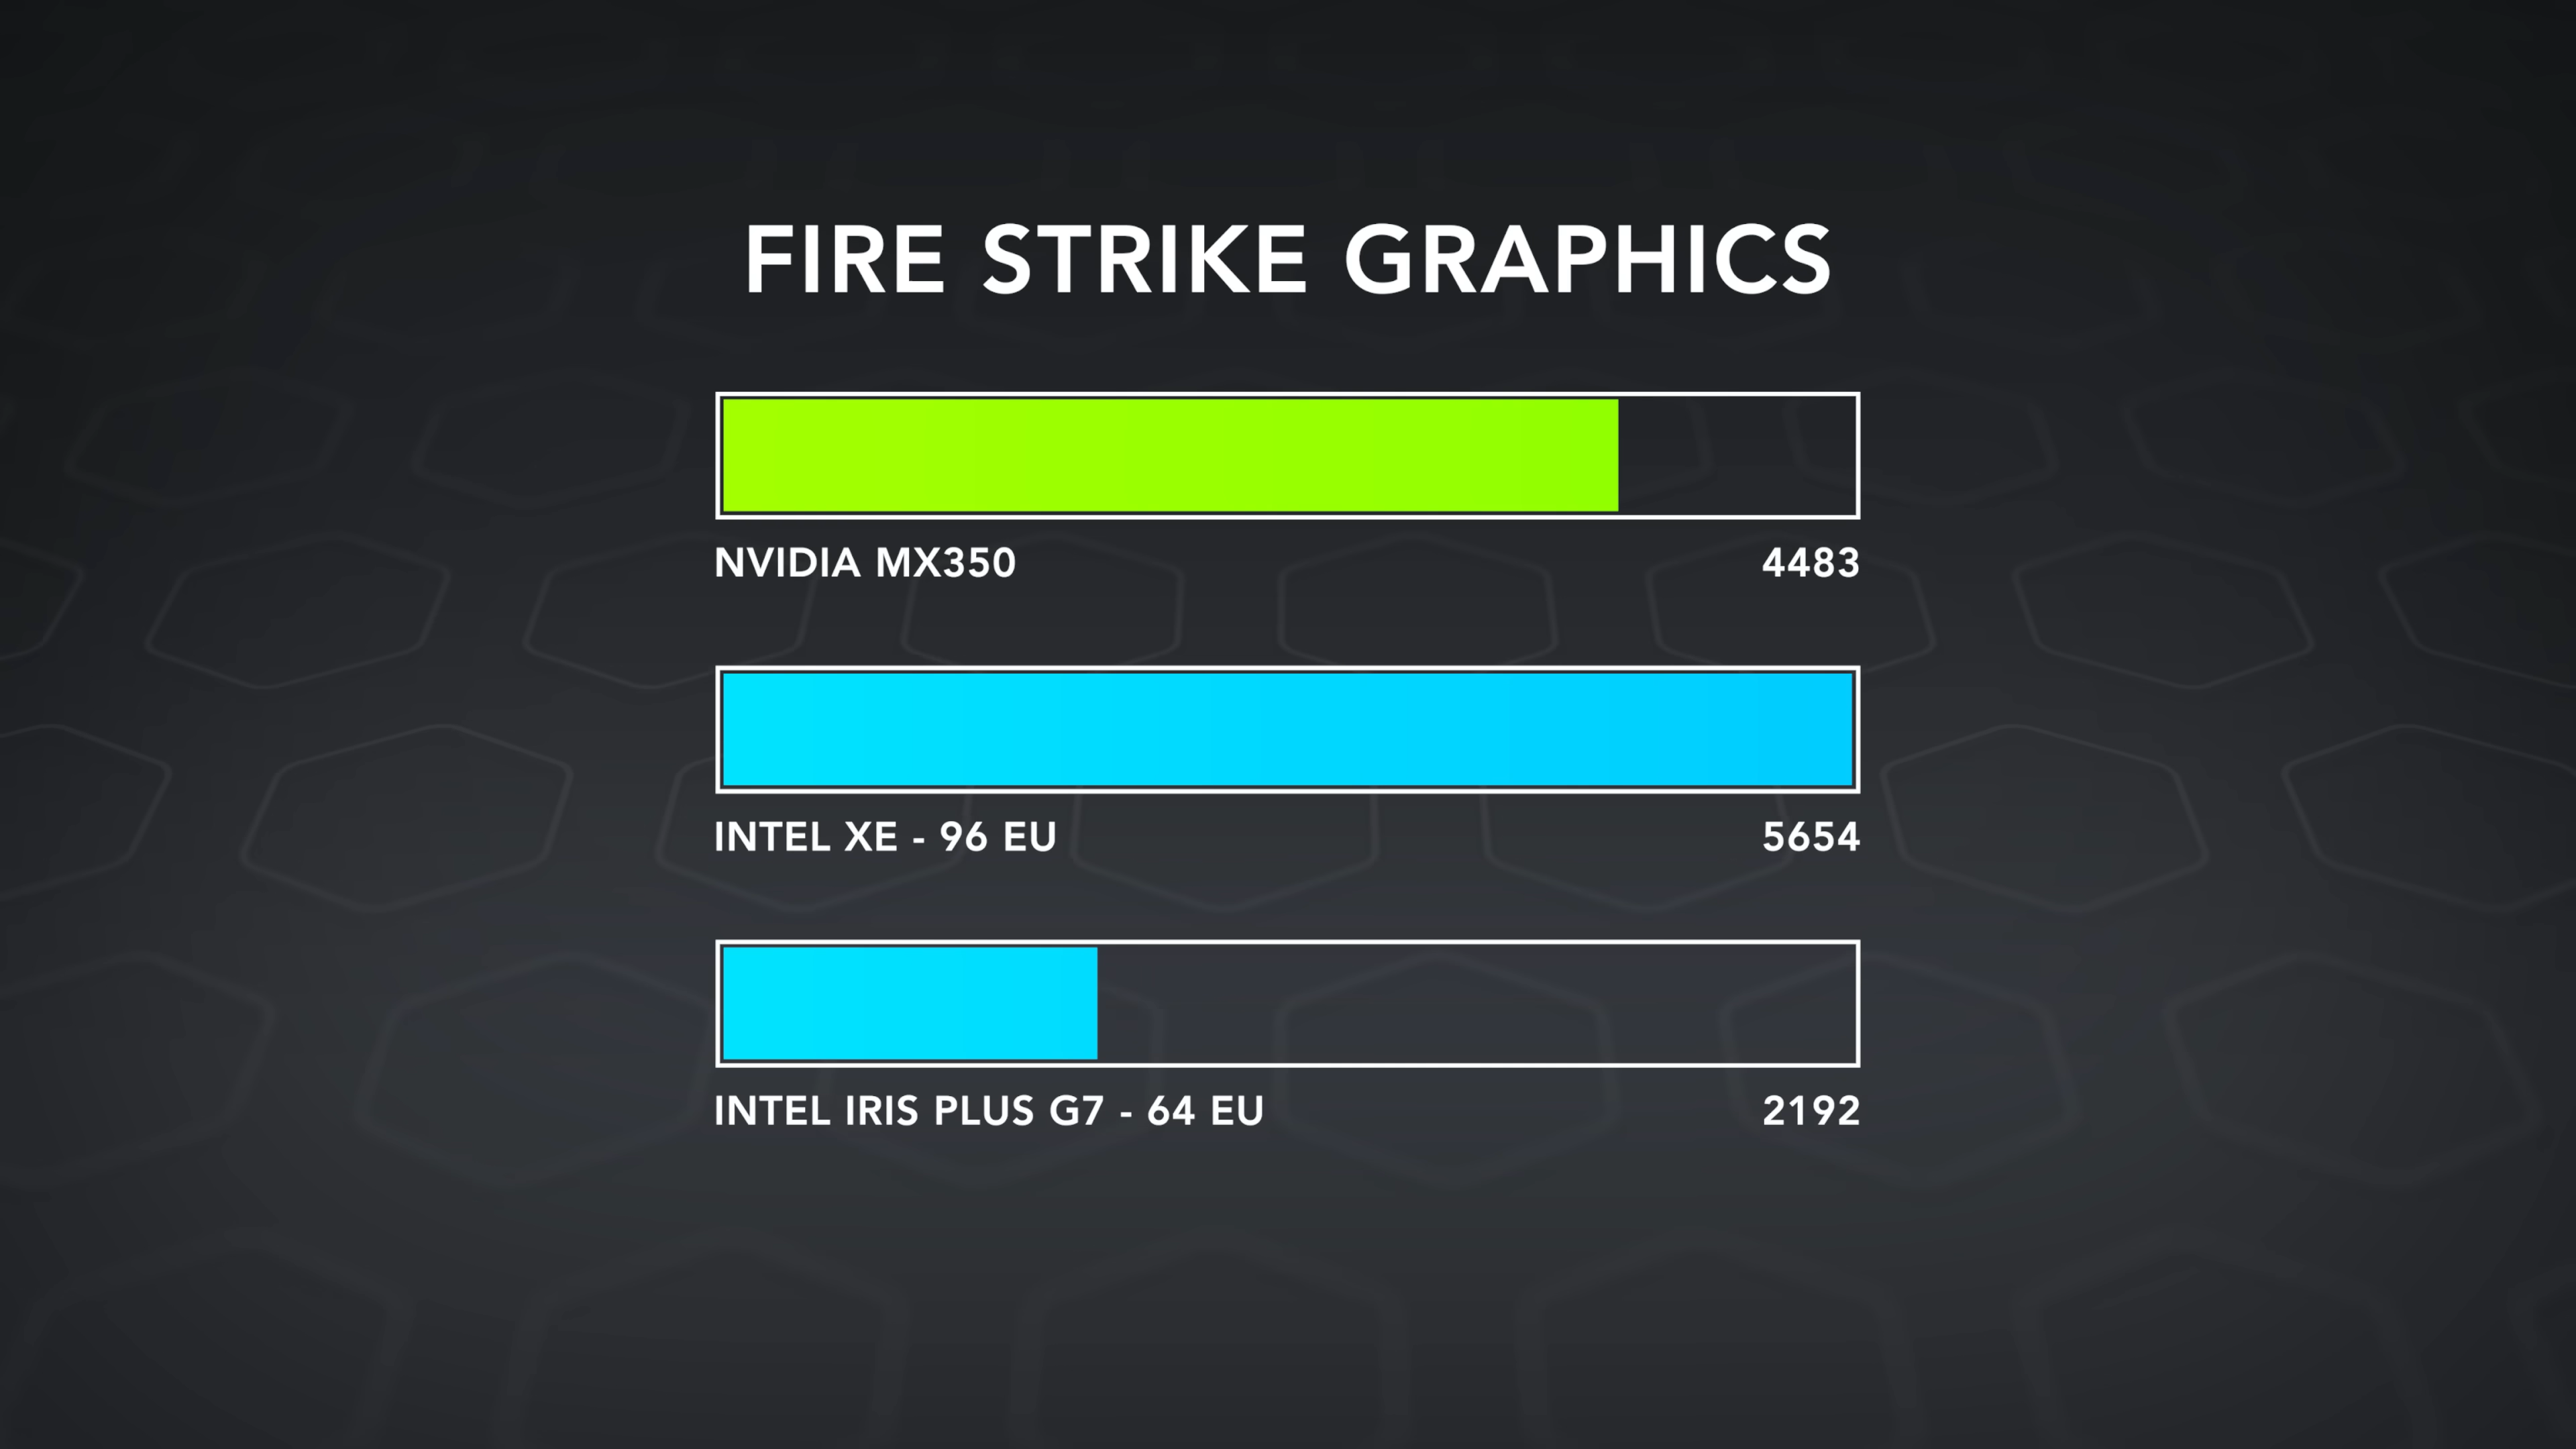 FIRE STRIKE GRAPHICS
NVIDIA MX350 4483
INTEL XE - 96 EU 5654
INTEL IRIS PLUS G7 - 64 EU 2192